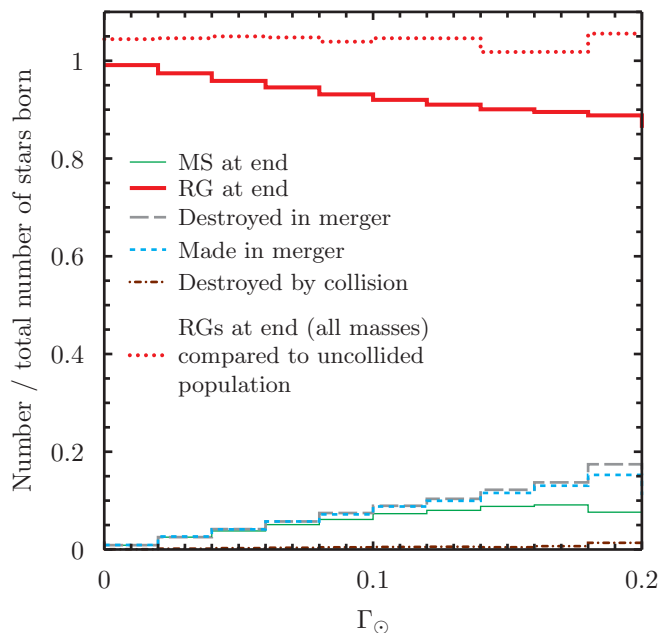 Number / total number of stars born
1
0.8
0.6
0.4
0.2
0
MS at end
RG at end
Destroyed in merger
Made in merger
Destroyed by collision
RGs at end (all masses)
compared to uncollided
population
0
0.1
0.2
Γ⊙